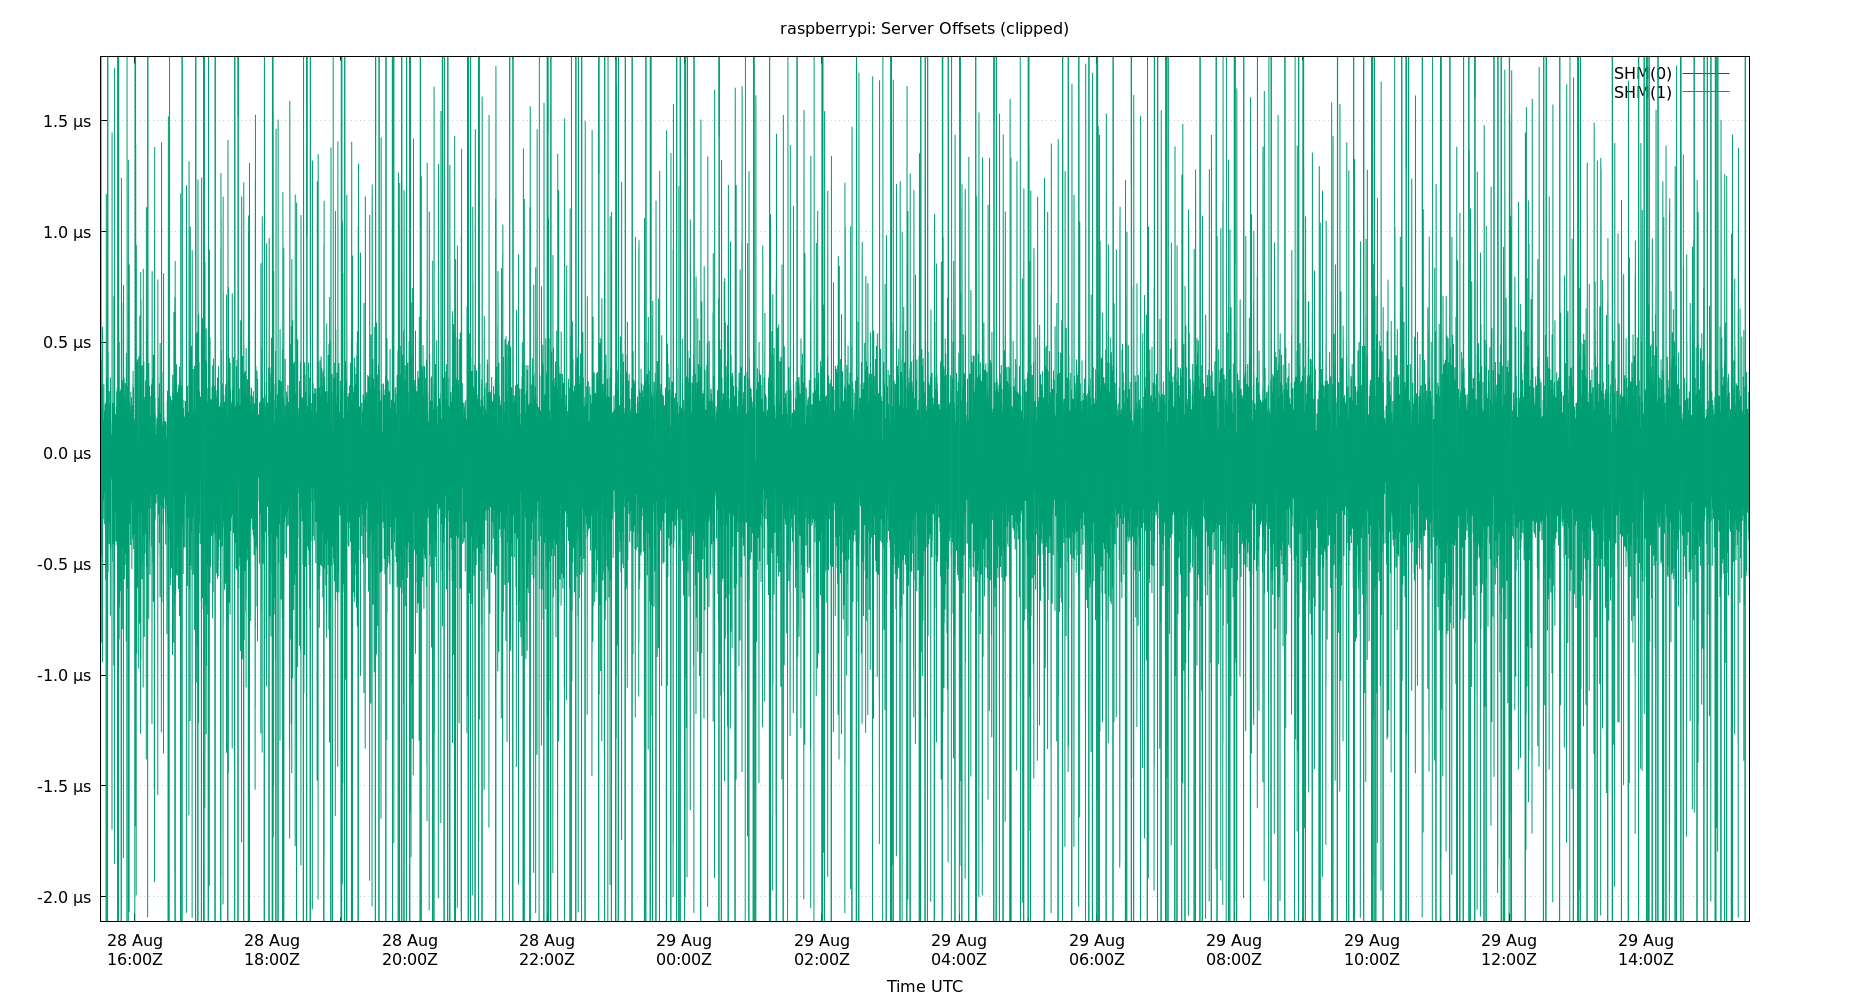 raspberrypi: Server Offsets (clipped)
SHM(0)
SHM(1)
1.5 µs
1.0 µs
0.5 µs
0.0 µs
-0.5 µs
-1.0 µs
-1.5 µs
-2.0 µs
28 Aug 28 Aug 28 Aug 28 Aug 29 Aug 29 Aug 29 Aug 29 Aug 29 Aug 29 Aug 29 Aug 29 Aug
16:00Z 18:00Z 20:00Z 22:00Z 00:00Z 02:00Z 04:00Z 06:00Z 08:00Z 10:00Z 12:00Z 14:00Z
Time UTC